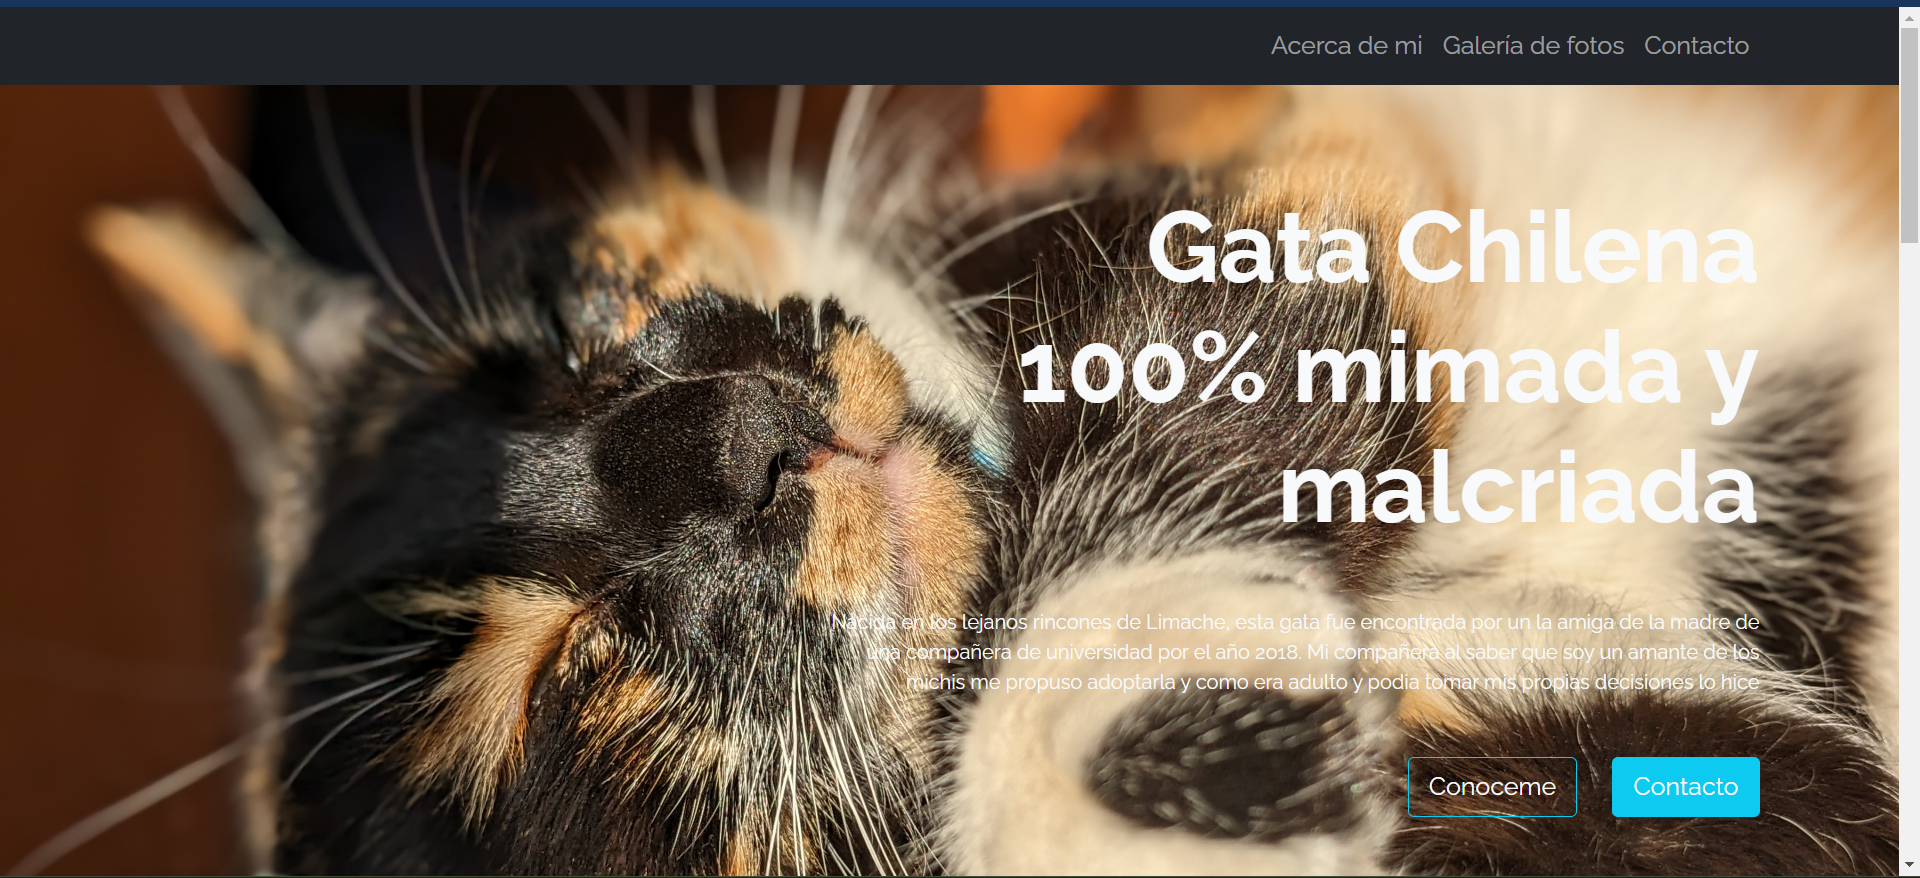 Acerca de mi Galería de fotos Contacto
Gata Chilena
100% mimada y
malcriada
Nacida en los lejanos rincones de Limache, esta gata fue encontrada por un la amiga de la madre de
una compañera de universidad por el año 2018. Mi compañera al saber que soy un amante de los
michis me propuso adoptarla y como era adulto y podia tomar mis propias decisiones lo hice
Conoceme Contacto